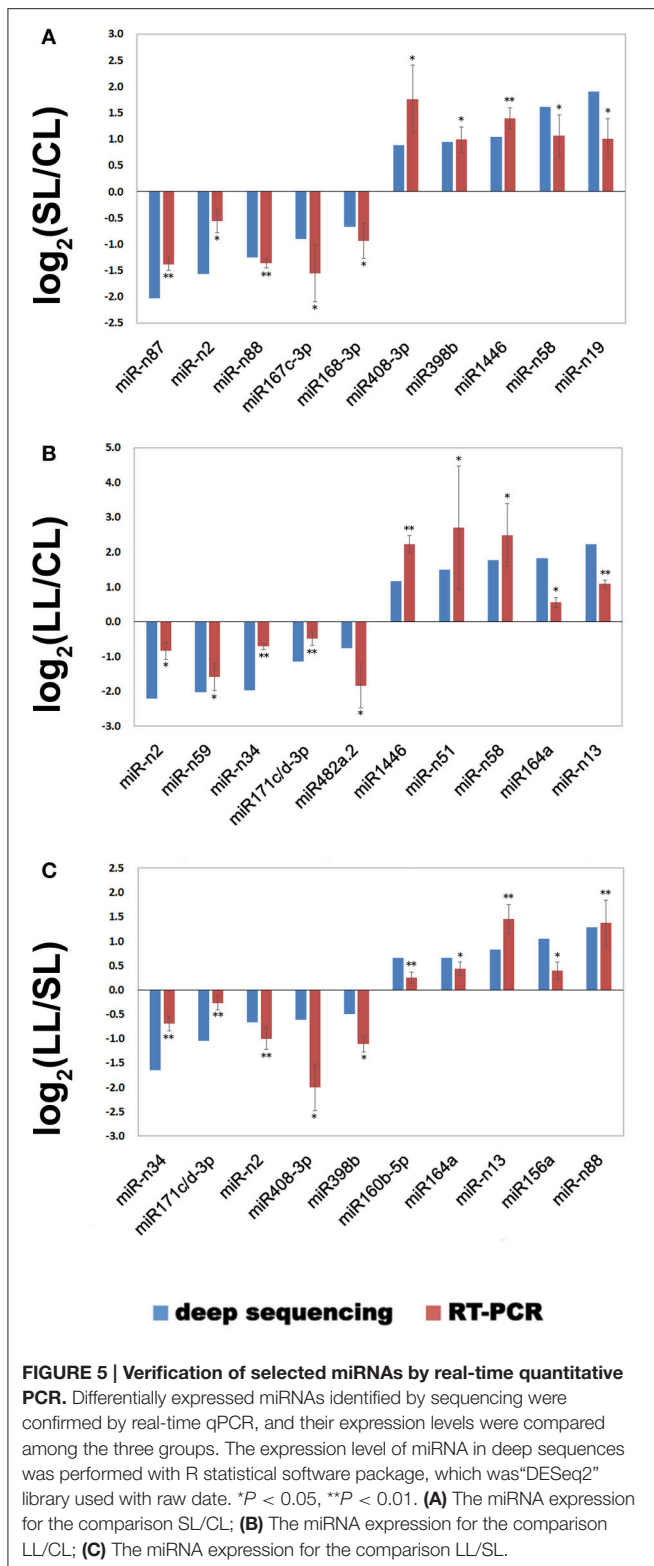 A
log2(SL/CL)
3.0
2.5
2.0
1.5
1.0
0.5
0.0
-0.5
-1.0
-1.5
-2.0
-2.5
** * ** * * * * ** * *
miR-n87 miR-n2 miR-n88 miR167c-3p miR168-3p miR408-3p miR398b miR1446 miR-n58 miR-n19
B
log2(LL/CL)
5.0
4.0
3.0
2.0
1.0
0.0
-1.0
-2.0
-3.0
* * ** ** * ** * * * **
miR-n2 miR-n59 miR-n34 miR171c/d-3p miR482a.2 miR1446 miR-n51 miR-n58 miR164a miR-n13
C
log2(LL/SL)
2.5
2.0
1.5
1.0
0.5
0.0
-0.5
-1.0
-1.5
-2.0
-2.5
-3.0
** ** ** * * ** * ** * **
miR-n34 miR171c/d-3p miR-n2 miR408-3p miR398b miR160b-5p miR164a miR-n13 miR156a miR-n88
deep sequencing RT-PCR
FIGURE 5 | Verification of selected miRNAs by real-time quantitative
PCR. Differentially expressed miRNAs identified by sequencing were
confirmed by real-time qPCR, and their expression levels were compared
among the three groups. The expression level of miRNA in deep sequences
was performed with R statistical software package, which was“DESeq2”
library used with raw date. *P < 0.05, **P < 0.01. (A) The miRNA expression
for the comparison SL/CL; (B) The miRNA expression for the comparison
LL/CL; (C) The miRNA expression for the comparison LL/SL.